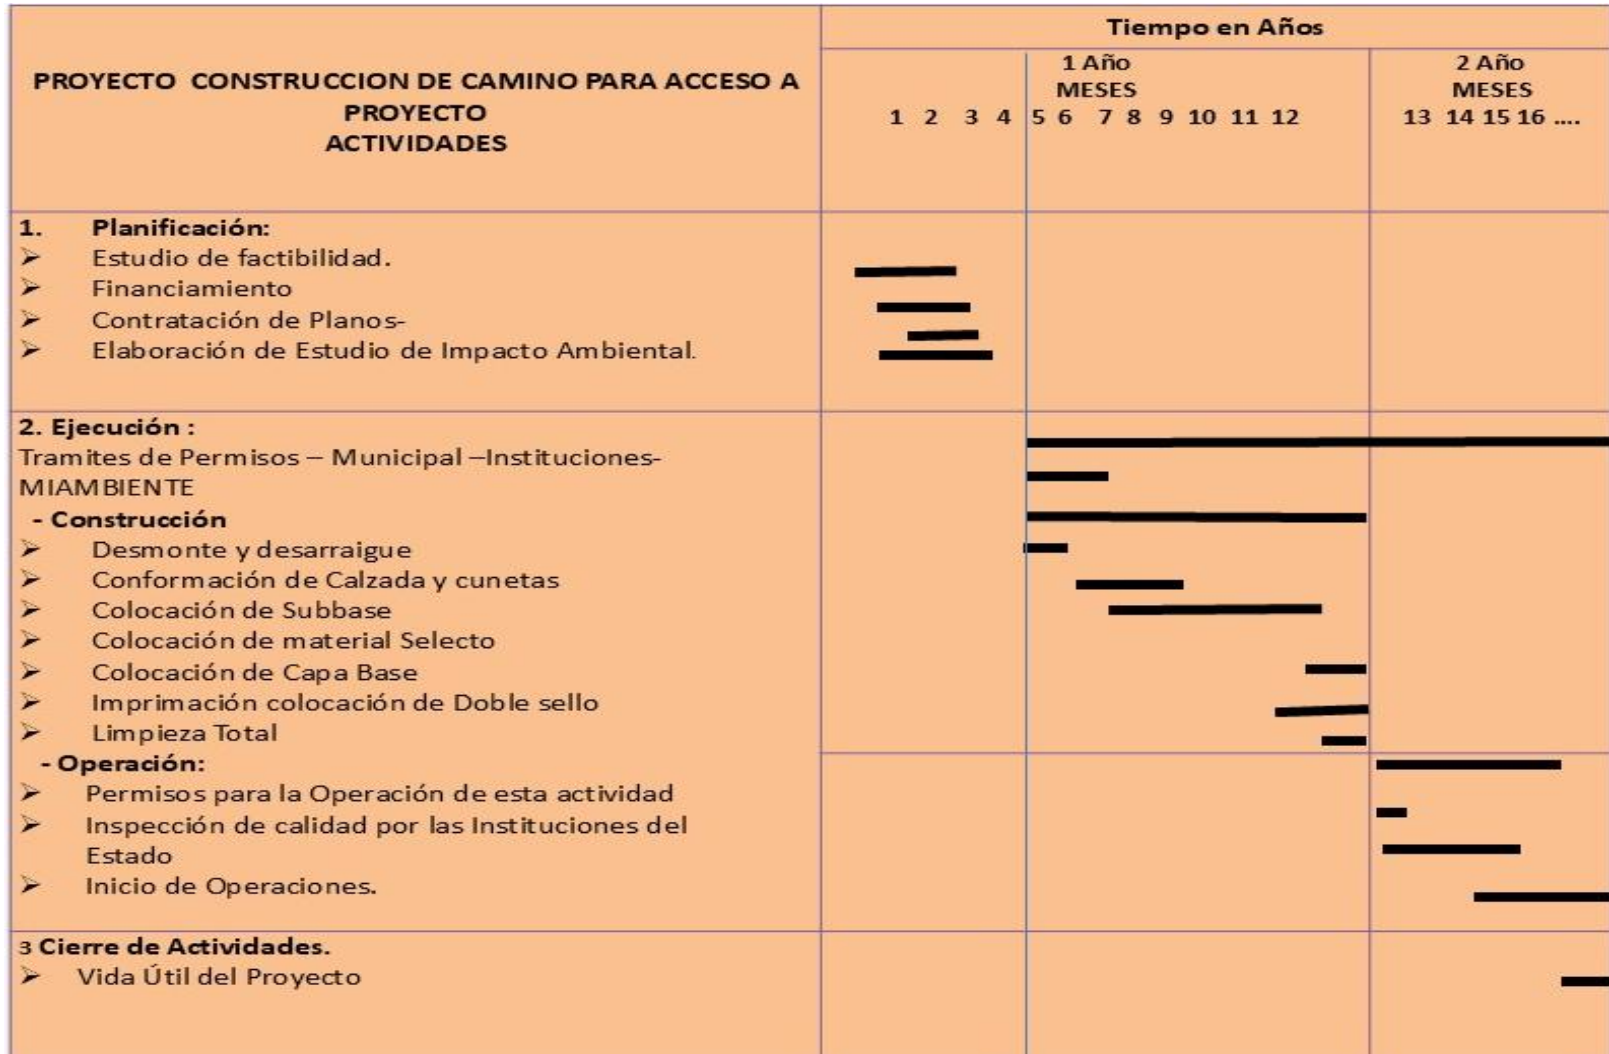 PROYECTO CONSTRUCCION DE CAMINO PARA ACCESO A
PROYECTO
ACTIVIDADES
Tiempo en Años
1 Año
MESES
1 2 3 4 5 6 7 8 9 10 11 12
2 Año
MESES
13 14 15 16 ....
1. Planificación:
➢ Estudio de factibilidad.
➢ Financiamiento
➢ Contratación de Planos-
➢ Elaboración de Estudio de Impacto Ambiental.
2. Ejecución :
Tramites de Permisos – Municipal –Instituciones-
MIAMBIENTE
- Construcción
➢ Desmonte y desarraigue
➢ Conformación de Calzada y cunetas
➢ Colocación de Subbase
➢ Colocación de material Selecto
➢ Colocación de Capa Base
➢ Imprimación colocación de Doble sello
➢ Limpieza Total
- Operación:
➢ Permisos para la Operación de esta actividad
➢ Inspección de calidad por las Instituciones del
Estado
➢ Inicio de Operaciones.
3 Cierre de Actividades.
➢ Vida Útil del Proyecto